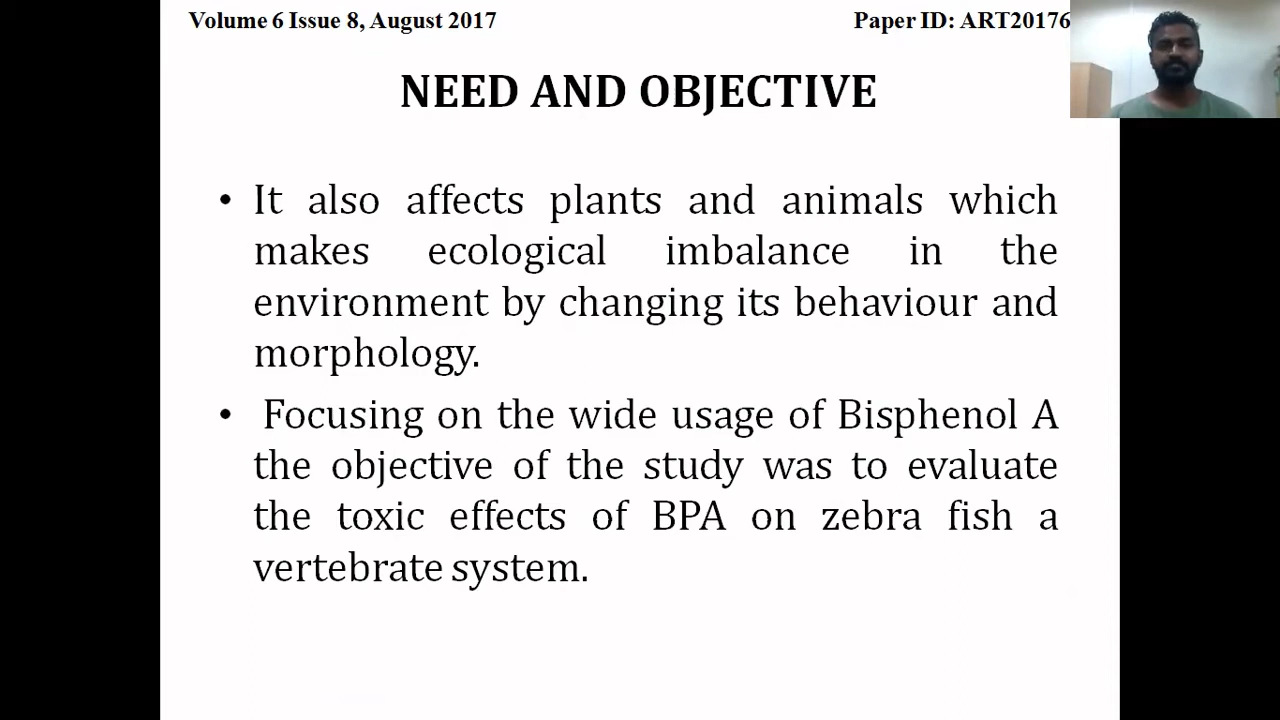 Volume 6 Issue 8, August 2017
Paper ID: ART20176
NEED AND OBJECTIVE
• It also affects plants and animals which
makes ecological imbalance in the
environment by changing its behaviour and
morphology.
• Focusing on the wide usage of Bisphenol A
the objective of the study was to evaluate
the toxic effects of BPA on zebra fish a
vertebrate system.